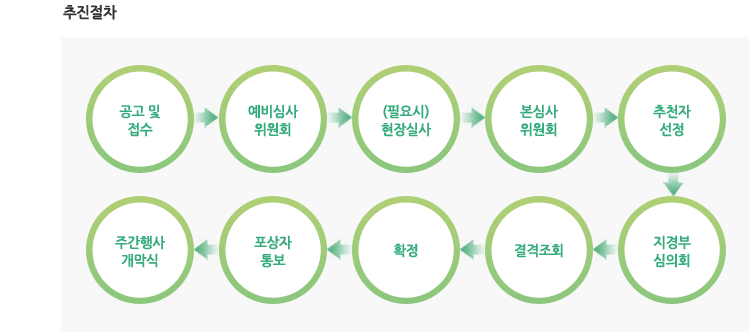 추진절차
공고 및
접수
예비심사
위원회
(필요시)
현장실사
본심사
위원회
추천자
선정
지경부
심의회
결격조회
확정
포상자
통보
주간행사
개막식